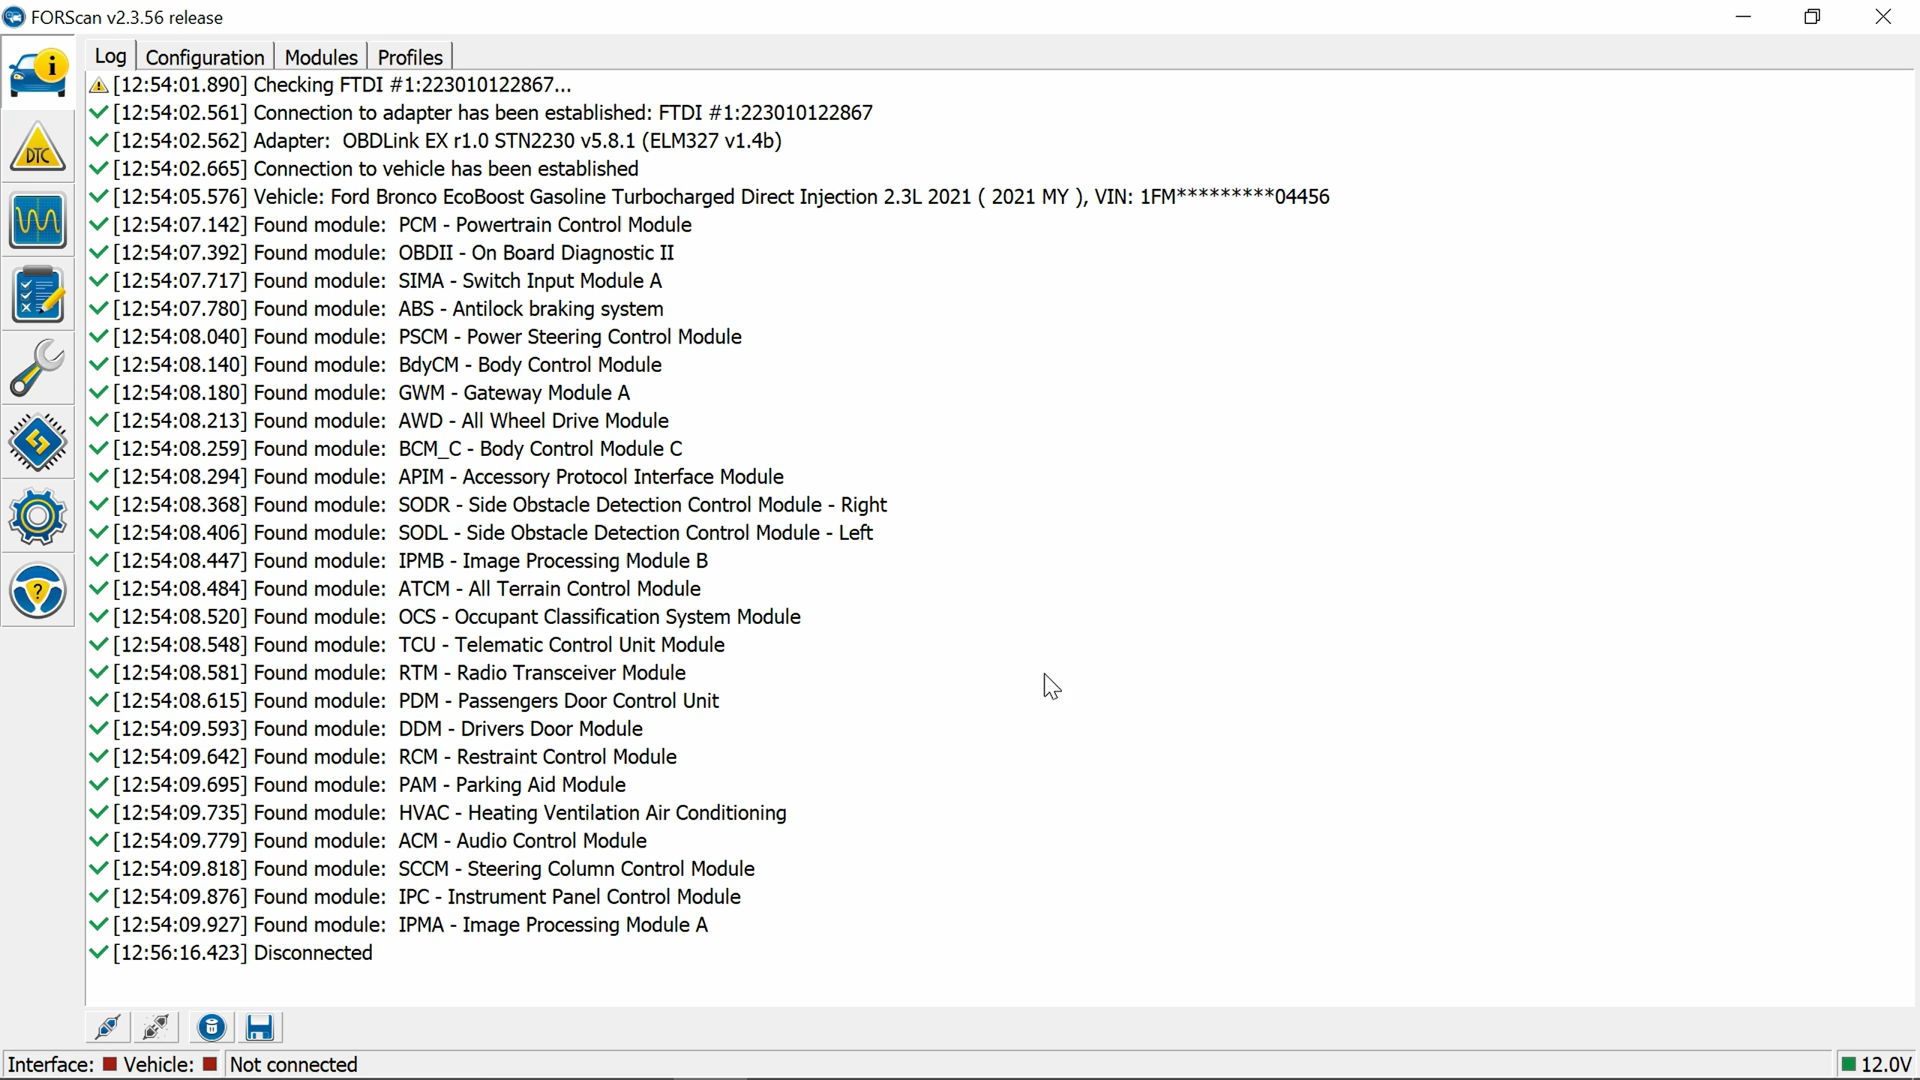 FORScan v2.3.56 release
Log Configuration Modules Profiles
[12:54:01.890] Checking FTDI #1:223010122867...
[12:54:02.561] Connection to adapter has been established: FTDI #1:223010122867
[12:54:02.562] Adapter: OBDLink EX r1.0 STN2230 v5.8.1 (ELM327 v1.4b)
[12:54:02.665] Connection to vehicle has been established
[12:54:05.576] Vehicle: Ford Bronco EcoBoost Gasoline Turbocharged Direct Injection 2.3L 2021 ( 2021 MY ), VIN: 1FM*********04456
[12:54:07.142] Found module: PCM - Powertrain Control Module
[12:54:07.392] Found module: OBDII - On Board Diagnostic II
[12:54:07.717] Found module: SIMA - Switch Input Module A
[12:54:07.780] Found module: ABS - Antilock braking system
[12:54:08.040] Found module: PSCM - Power Steering Control Module
[12:54:08.140] Found module: BdyCM - Body Control Module
[12:54:08.180] Found module: GWM - Gateway Module A
[12:54:08.213] Found module: AWD - All Wheel Drive Module
[12:54:08.259] Found module: BCM_C - Body Control Module C
[12:54:08.294] Found module: APIM - Accessory Protocol Interface Module
[12:54:08.368] Found module: SODR - Side Obstacle Detection Control Module - Right
[12:54:08.406] Found module: SODL - Side Obstacle Detection Control Module - Left
[12:54:08.447] Found module: IPMB - Image Processing Module B
[12:54:08.484] Found module: ATCM - All Terrain Control Module
[12:54:08.520] Found module: OCS - Occupant Classification System Module
[12:54:08.548] Found module: TCU - Telematic Control Unit Module
[12:54:08.581] Found module: RTM - Radio Transceiver Module
[12:54:08.615] Found module: PDM - Passengers Door Control Unit
[12:54:09.593] Found module: DDM - Drivers Door Module
[12:54:09.642] Found module: RCM - Restraint Control Module
[12:54:09.695] Found module: PAM - Parking Aid Module
[12:54:09.735] Found module: HVAC - Heating Ventilation Air Conditioning
[12:54:09.779] Found module: ACM - Audio Control Module
[12:54:09.818] Found module: SCCM - Steering Column Control Module
[12:54:09.876] Found module: IPC - Instrument Panel Control Module
[12:54:09.927] Found module: IPMA - Image Processing Module A
[12:56:16.423] Disconnected
DTC
Interface: Vehicle: Not connected 12.0V